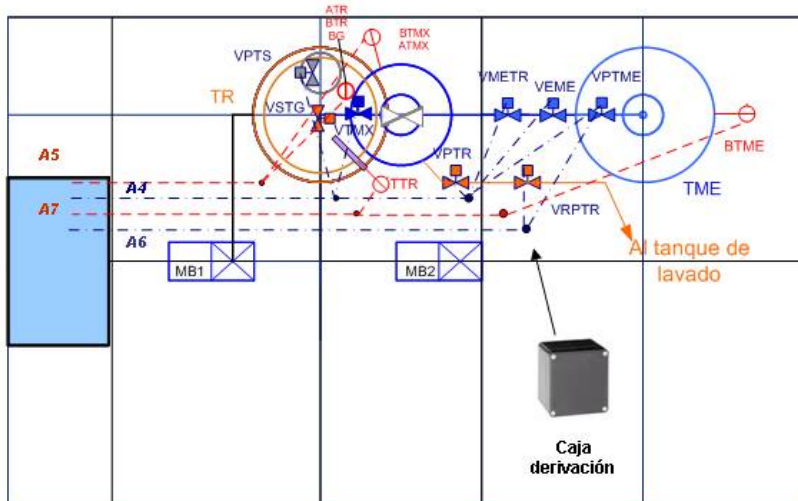 ATR
BTR
BG
BTMX
ATMX
VPTS
VMETR
VEME
VPTME
TR
VSTG
VTMX
A5
VPTR
BTME
TTR
A4
TME
A7
VRPTR
A6
Al tanque de
lavado
MB1
MB2
Caja
derivación